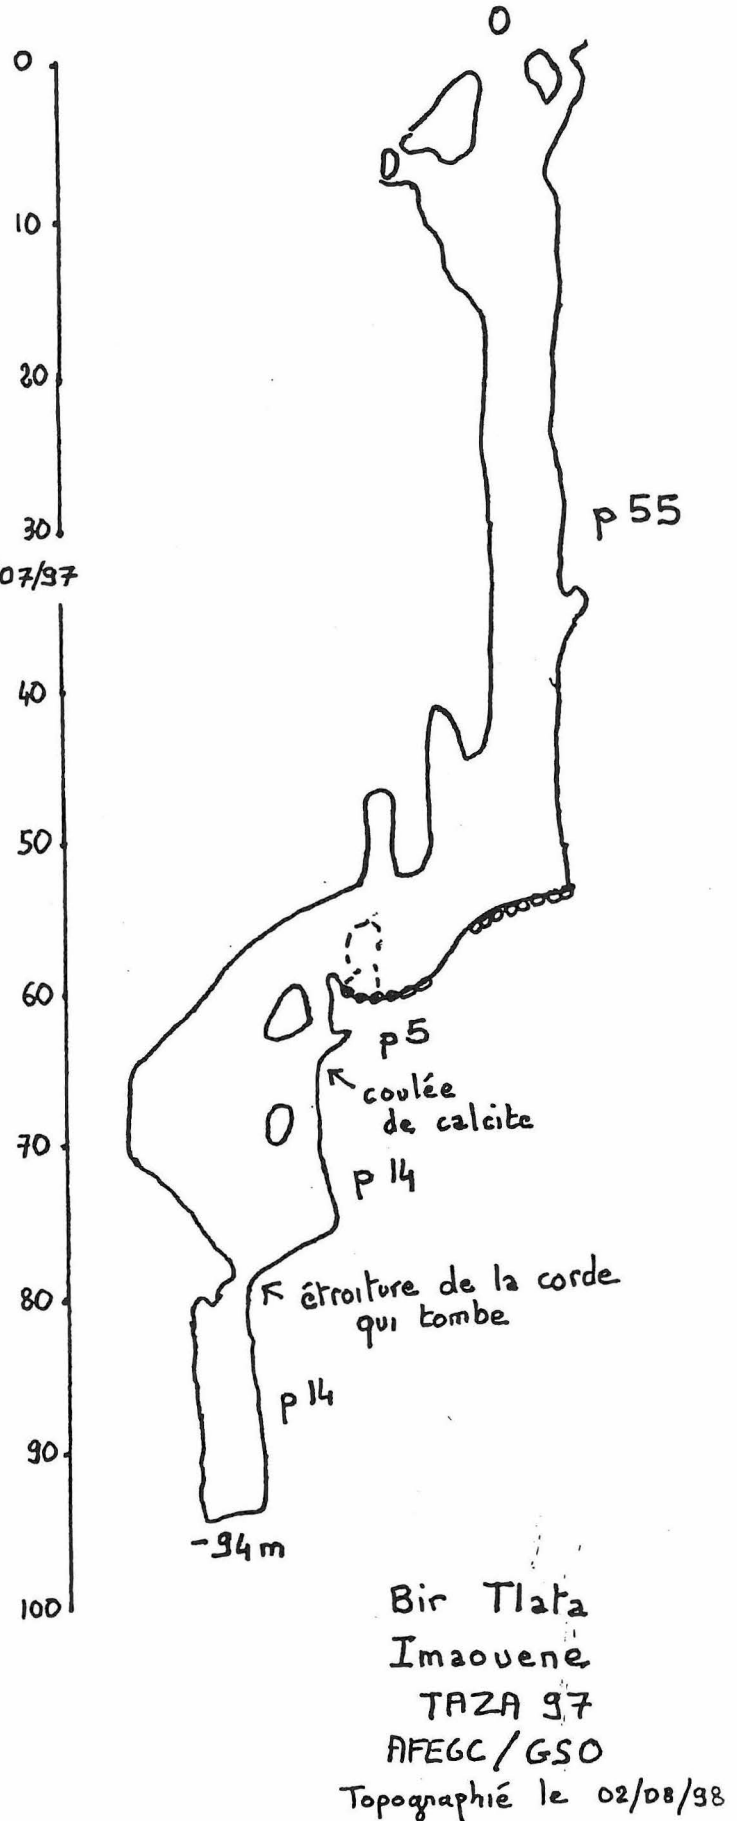 0
0
10
20
30
07/97
40
50
60
70
80
90
100
p 55
p5
coulée
de calcite
p 14
étroiture de la corde
qui tombe
p 14
-94m
Bir Tlata
Imaouene
TAZA 97
AFEGC / GSO
Topographié le 02/08/98